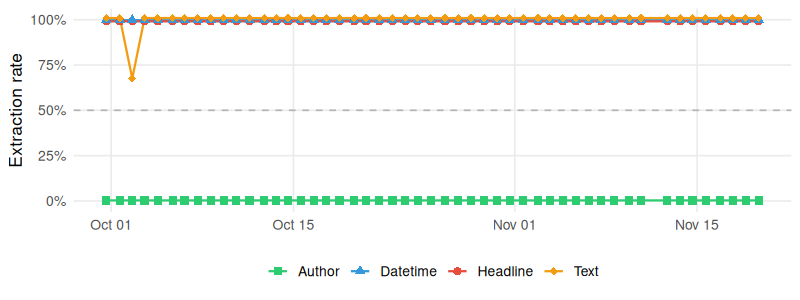 Extraction rate
100%
75%
50%
25%
0%
Oct 01 Oct 15 Nov 01 Nov 15
Author Datetime Headline Text